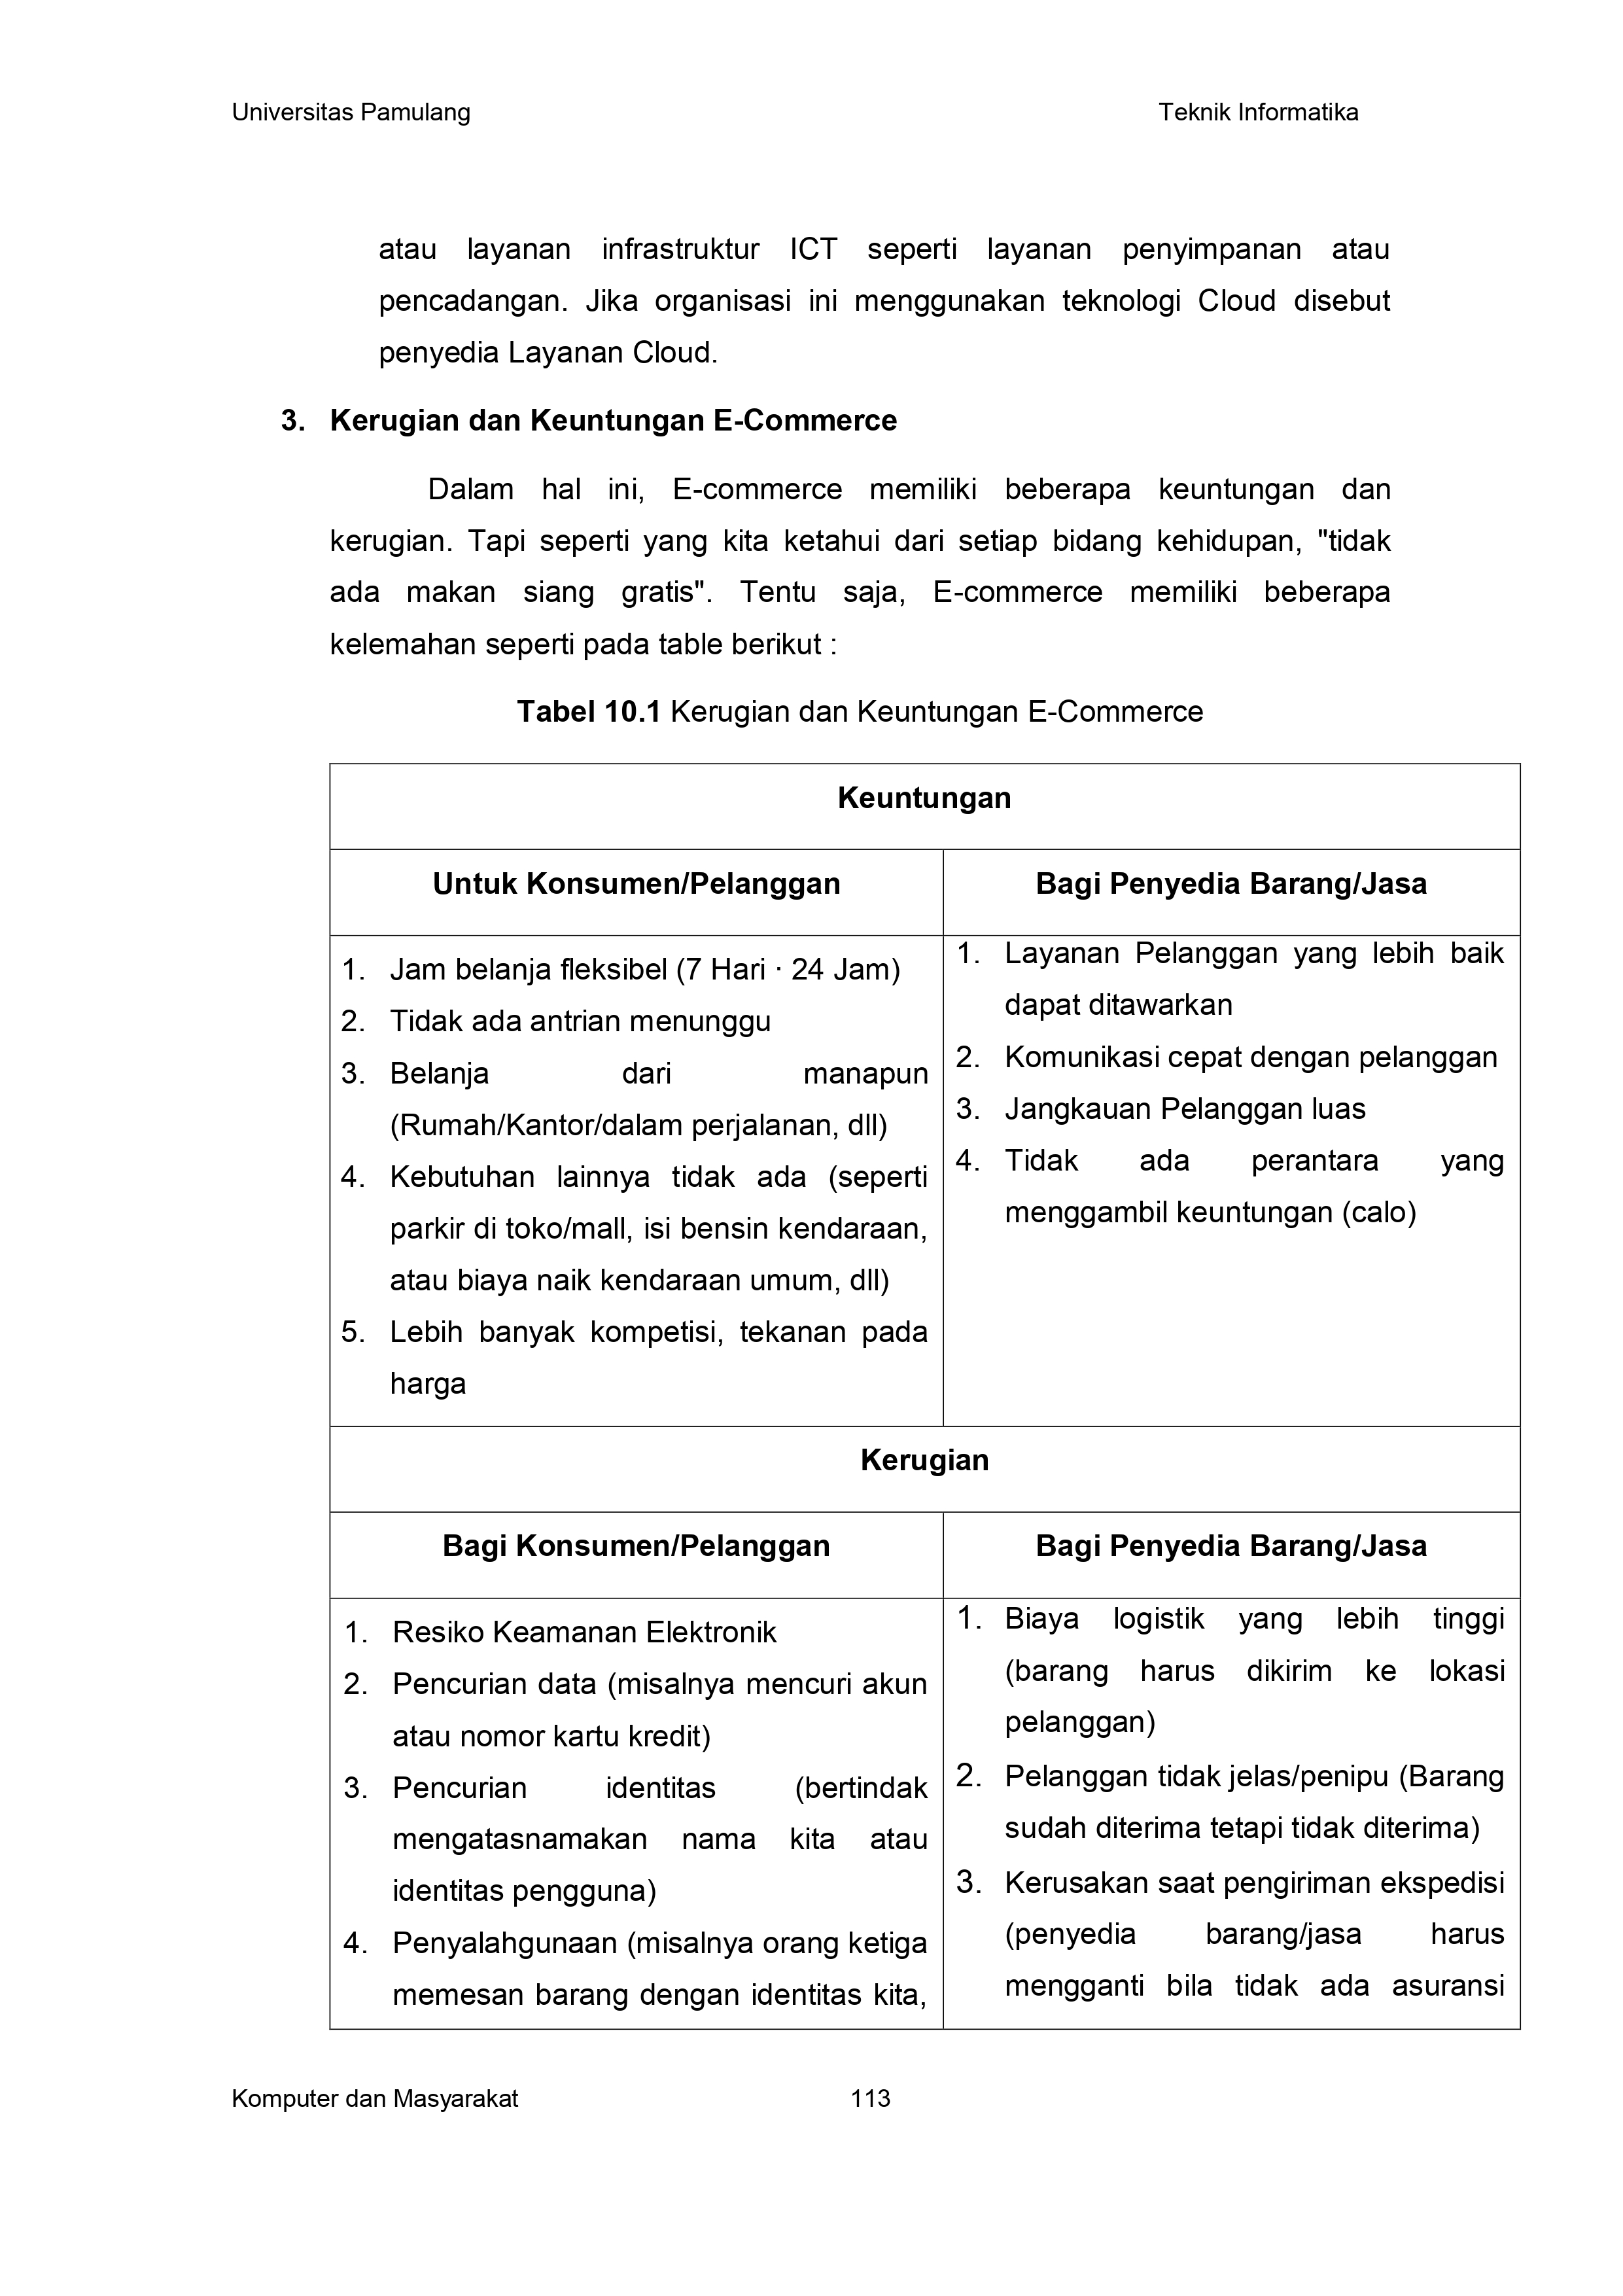 Universitas Pamulang Teknik Informatika
atau layanan infrastruktur ICT seperti layanan penyimpanan atau
pencadangan. Jika organisasi ini menggunakan teknologi Cloud disebut
penyedia Layanan Cloud.
3. Kerugian dan Keuntungan E-Commerce
Dalam hal ini, E-commerce memiliki beberapa keuntungan dan
kerugian. Tapi seperti yang kita ketahui dari setiap bidang kehidupan, "tidak
ada makan siang gratis". Tentu saja, E-commerce memiliki beberapa
kelemahan seperti pada table berikut :
Tabel 10.1 Kerugian dan Keuntungan E-Commerce
Keuntungan
Untuk Konsumen/Pelanggan
1. Jam belanja fleksibel (7 Hari · 24 Jam)
2. Tidak ada antrian menunggu
3. Belanja dari manapun
(Rumah/Kantor/dalam perjalanan, dll)
4. Kebutuhan lainnya tidak ada (seperti
parkir di toko/mall, isi bensin kendaraan,
atau biaya naik kendaraan umum, dll)
5. Lebih banyak kompetisi, tekanan pada
harga
Bagi Penyedia Barang/Jasa
1. Layanan Pelanggan yang lebih baik
dapat ditawarkan
2. Komunikasi cepat dengan pelanggan
3. Jangkauan Pelanggan luas
4. Tidak ada perantara yang
menggambil keuntungan (calo)
Kerugian
Bagi Konsumen/Pelanggan
1. Resiko Keamanan Elektronik
2. Pencurian data (misalnya mencuri akun
atau nomor kartu kredit)
3. Pencurian identitas (bertindak
mengatasnamakan nama kita atau
identitas pengguna)
4. Penyalahgunaan (misalnya orang ketiga
memesan barang dengan identitas kita,
Bagi Penyedia Barang/Jasa
1. Biaya logistik yang lebih tinggi
(barang harus dikirim ke lokasi
pelanggan)
2. Pelanggan tidak jelas/penipu (Barang
sudah diterima tetapi tidak diterima)
3. Kerusakan saat pengiriman ekspedisi
(penyedia barang/jasa harus
mengganti bila tidak ada asuransi
Komputer dan Masyarakat 113